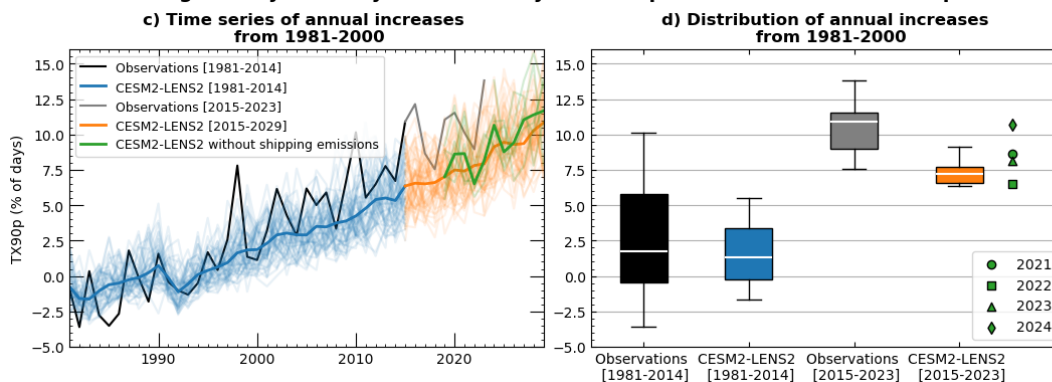 c) Time series of annual increases
from 1981-2000
d) Distribution of annual increases
from 1981-2000
TX90p (% of days)
15.0
12.5
10.0
7.5
5.0
2.5
0.0
−2.5
−5.0
1990
2000
2010
2020
Observations [1981-2014]
CESM2-LENS2 [1981-2014]
Observations [2015-2023]
CESM2-LENS2 [2015-2029]
CESM2-LENS2 without shipping emissions
15.0
12.5
10.0
7.5
5.0
2.5
0.0
−2.5
−5.0
Observations
[1981-2014]
CESM2-LENS2
[1981-2014]
Observations
[2015-2023]
CESM2-LENS2
[2015-2023]
2021
2022
2023
2024